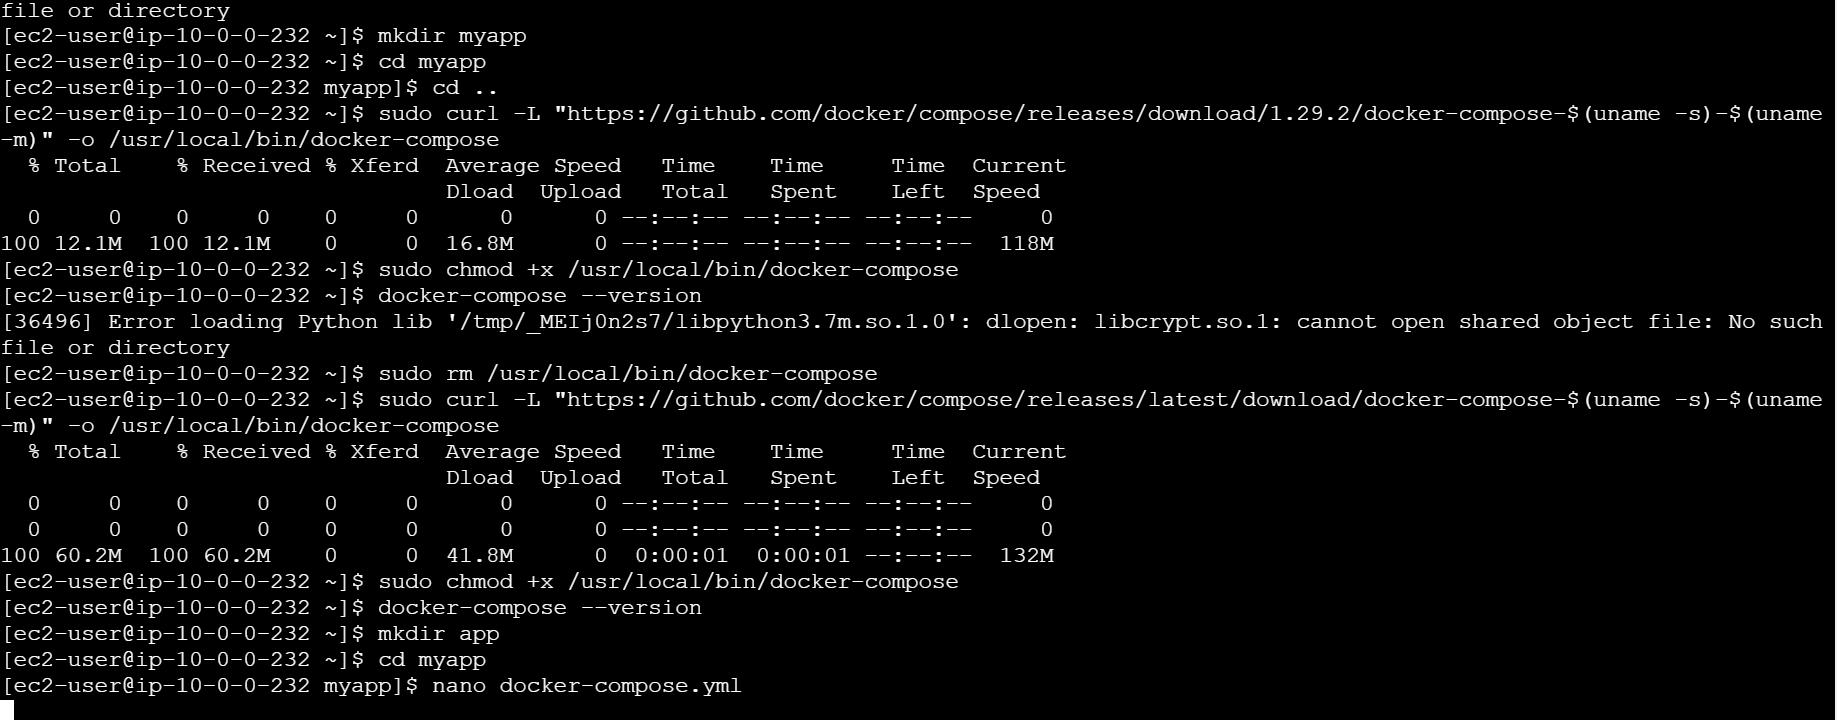 file or directory
[ec2-user@ip-10-0-0-232 ~]$ mkdir myapp
[ec2-user@ip-10-0-0-232 ~]$ cd myapp
[ec2-user@ip-10-0-0-232 myapp]$ cd ..
[ec2-user@ip-10-0-0-232 ~]$ sudo curl -L "https://github.com/docker/compose/releases/download/1.29.2/docker-compose-$(uname -s)-$(uname
-m)" -o /usr/local/bin/docker-compose
  % Total    % Received % Xferd  Average Speed   Time    Time     Time  Current
                                 Dload  Upload   Total   Spent    Left  Speed
  0     0    0     0    0     0      0      0 --:--:-- --:--:-- --:--:--     0
100 12.1M  100 12.1M    0     0  16.8M      0 --:--:-- --:--:-- --:--:--  118M
[ec2-user@ip-10-0-0-232 ~]$ sudo chmod +x /usr/local/bin/docker-compose
[ec2-user@ip-10-0-0-232 ~]$ docker-compose --version
[36496] Error loading Python lib '/tmp/_MEIj0n2s7/libpython3.7m.so.1.0': dlopen: libcrypt.so.1: cannot open shared object file: No such
file or directory
[ec2-user@ip-10-0-0-232 ~]$ sudo rm /usr/local/bin/docker-compose
[ec2-user@ip-10-0-0-232 ~]$ sudo curl -L "https://github.com/docker/compose/releases/latest/download/docker-compose-$(uname -s)-$(uname
-m)" -o /usr/local/bin/docker-compose
  % Total    % Received % Xferd  Average Speed   Time    Time     Time  Current
                                 Dload  Upload   Total   Spent    Left  Speed
  0     0    0     0    0     0      0      0 --:--:-- --:--:-- --:--:--     0
  0     0    0     0    0     0      0      0 --:--:-- --:--:-- --:--:--     0
100 60.2M  100 60.2M    0     0  41.8M      0  0:00:01  0:00:01 --:--:--  132M
[ec2-user@ip-10-0-0-232 ~]$ sudo chmod +x /usr/local/bin/docker-compose
[ec2-user@ip-10-0-0-232 ~]$ docker-compose --version
[ec2-user@ip-10-0-0-232 ~]$ mkdir app
[ec2-user@ip-10-0-0-232 ~]$ cd myapp
[ec2-user@ip-10-0-0-232 myapp]$ nano docker-compose.yml